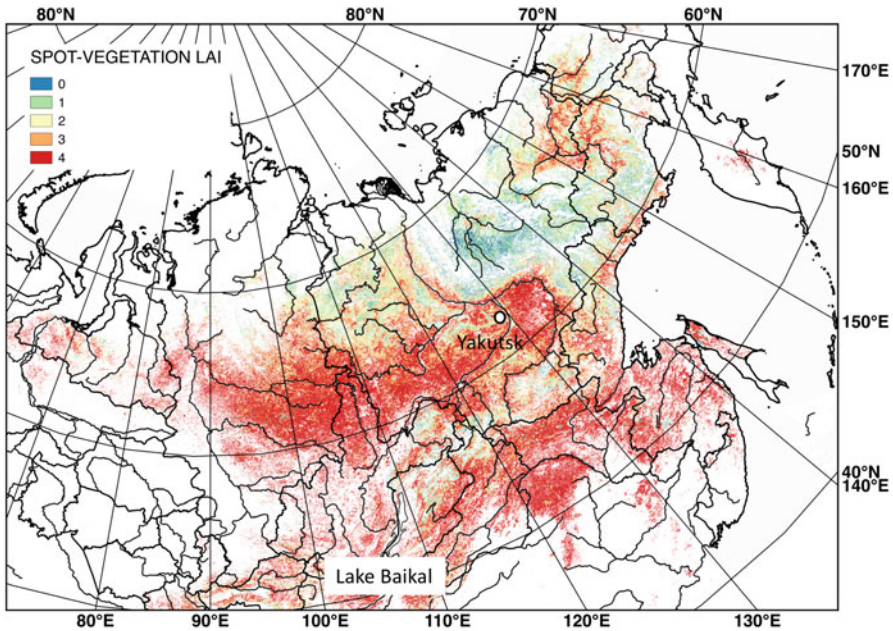 80°N 80°N 70°N 60°N
SPOT-VEGETATION LAI
0
1
2
3
4
170°E
50°N
160°E
150°E
Yakutsk
40°N
140°E
Lake Baikal
80°E 90°E 100°E 110°E 120°E 130°E